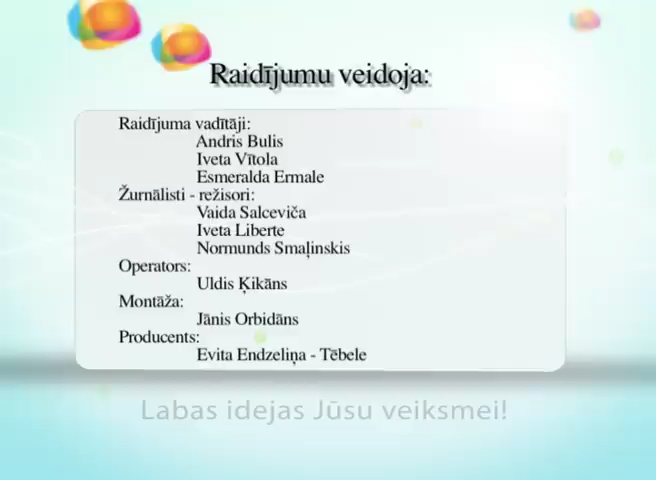 Raidījumu veidoja:
Raidījuma vadītāji:
Andris Bulis
Iveta Vītola
Esmeralda Ermale
Žurnālisti - režisori:
Vaida Salceviča
Iveta Liberte
Normunds Smaļinskis
Operators:
Uldis Ķikāns
Montāža:
Jānis Orbidāns
Producents:
Evita Endzeliņa - Tēbele
Labas idejas Jūsu veiksmei!